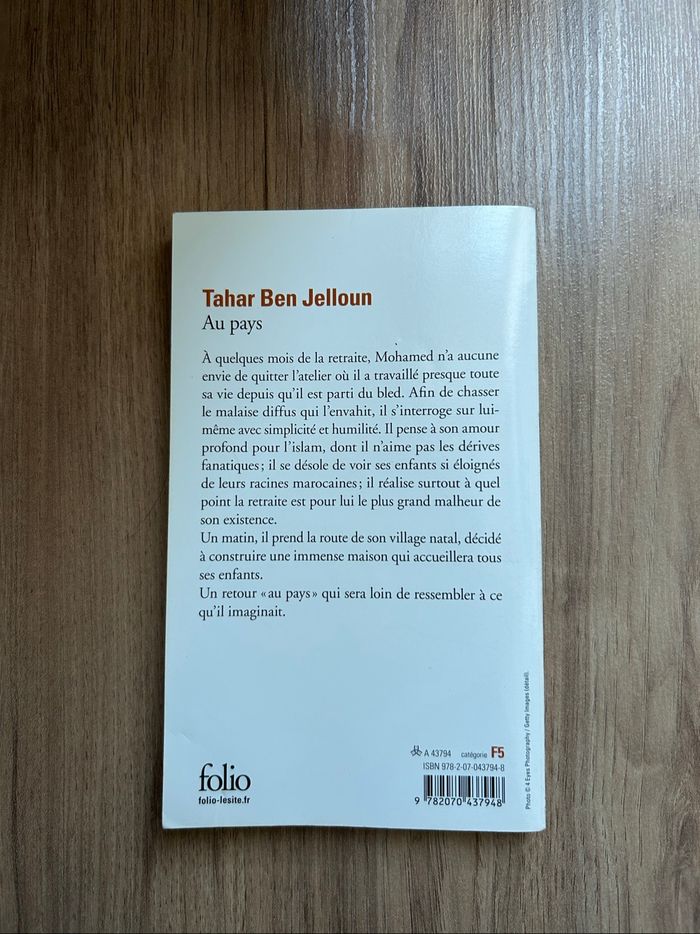 Tahar Ben Jelloun
Au pays
À quelques mois de la retraite, Mohamed n'a aucune
envie de quitter l'atelier où il a travaillé presque toute
sa vie depuis qu'il est parti du bled. Afin de chasser
le malaise diffus qui l'envahit, il s'interroge sur lui-
même avec simplicité et humilité. Il pense à son amour
profond pour l'islam, dont il n'aime pas les dérives
fanatiques ; il se désole de voir ses enfants si éloignés
de leurs racines marocaines ; il réalise surtout à quel
point la retraite est pour lui le plus grand malheur de
son existence.
Un matin, il prend la route de son village natal, décidé
à construire une immense maison qui accueillera tous
ses enfants.
Un retour « au pays » qui sera loin de ressembler à ce
qu'il imaginait.
folio
folio-lesite.fr
A 43794 catégorie F5
ISBN 978-2-07-043794-8
9 782070 437948
Photo © 4 Eyes Photography / Getty Images (détail).